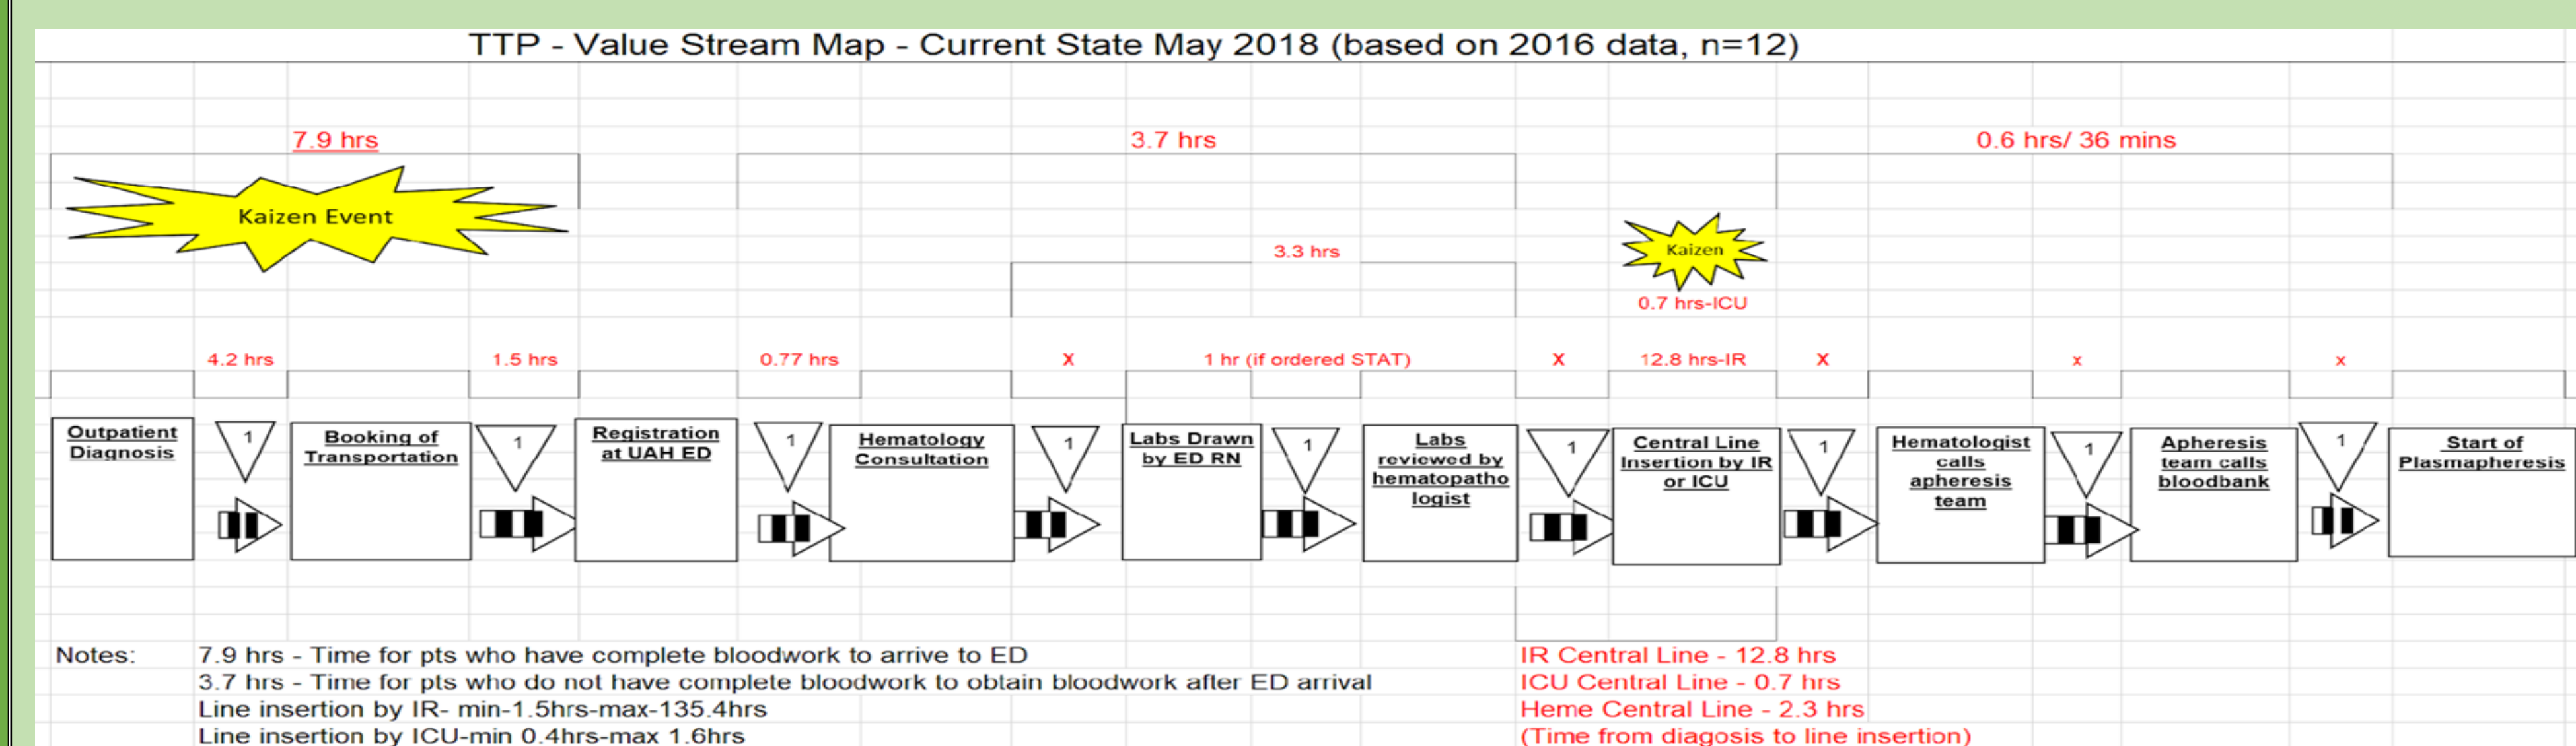 TTP - Value Stream Map - Current State May 2018 (based on 2016 data, n=12)
7.9 hrs
3.7 hrs
0.6 hrs/ 36 mins
Kaizen Event
3.3 hrs
Kaizen
0.7 hrs-ICU
4.2 hrs
1.5 hrs
0.77 hrs
X
1 hr (if ordered STAT)
X
12.8 hrs-IR
X
x
x
Outpatient
Diagnosis
1
Booking of
Transportation
1
Registration
at UAH ED
1
Hematology
Consultation
1
Labs Drawn
by ED RN
1
Labs
reviewed by
hematopatho
logist
1
Central Line
Insertion by IR
or ICU
1
Hematologist
calls
apheresis
team
1
Apheresis
team calls
bloodbank
1
Start of
Plasmapheresis
Notes:
7.9 hrs - Time for pts who have complete bloodwork to arrive to ED
3.7 hrs - Time for pts who do not have complete bloodwork to obtain bloodwork after ED arrival
Line insertion by IR- min-1.5hrs-max-135.4hrs
Line insertion by ICU-min 0.4hrs-max 1.6hrs
IR Central Line - 12.8 hrs
ICU Central Line - 0.7 hrs
Heme Central Line - 2.3 hrs
(Time from diagosis to line insertion)